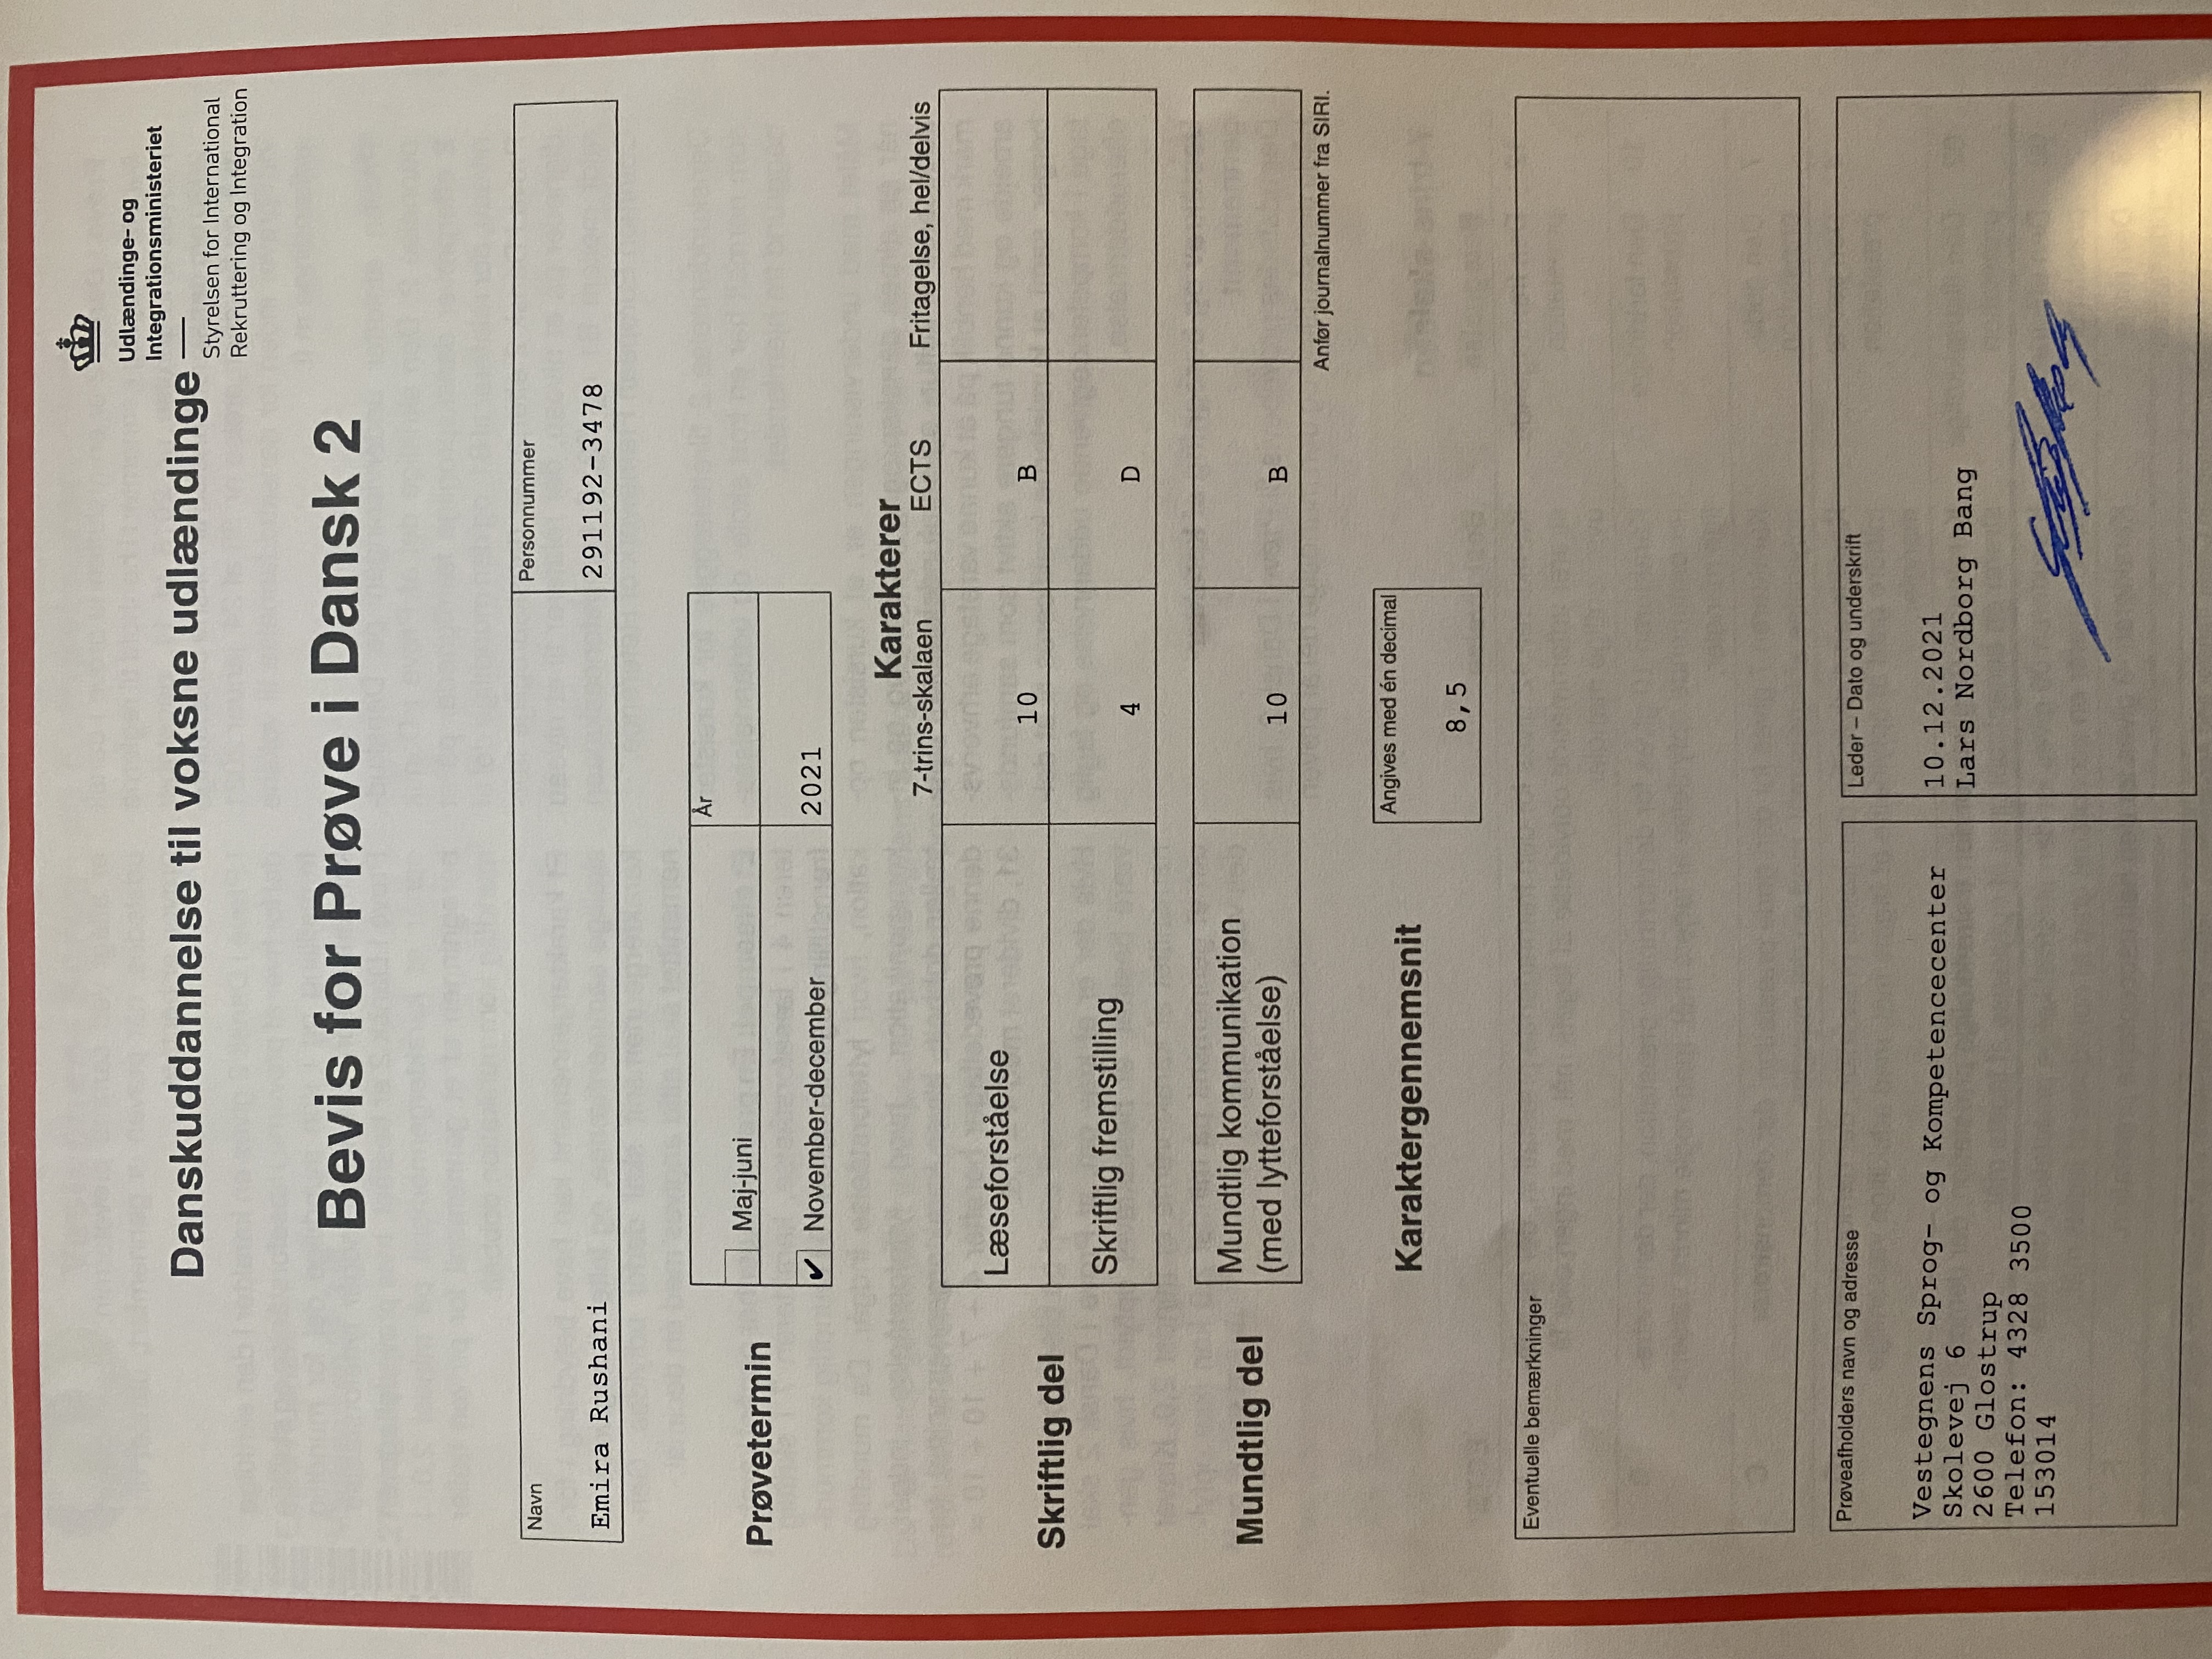 Udlændinge- og
Integrationsministeriet
Styrelsen for International
Rekruttering og Integration
Danskuddannelse til voksne udlændinge
Bevis for Prøve i Dansk 2
Navn
Emira Rushani
Personnummer
291192-3478
Prøvetermin
År
Maj-juni
✔ November-december 2021
Karakterer
7-trins-skalaen ECTS Fritagelse, hel/delvis
Skriftlig del
Læseforståelse 10 B
Skriftlig fremstilling 4 D
Mundtlig del
Mundtlig kommunikation
(med lytteforståelse) 10 B
Anfør journalnummer fra SIRI.
Karaktergennemsnit
Angives med én decimal
8,5
Eventuelle bemærkninger
Prøveafholders navn og adresse
Vestegnens Sprog- og Kompetencecenter
Skolevej 6
2600 Glostrup
Telefon: 4328 3500
153014
Leder – Dato og underskrift
10.12.2021
Lars Nordborg Bang